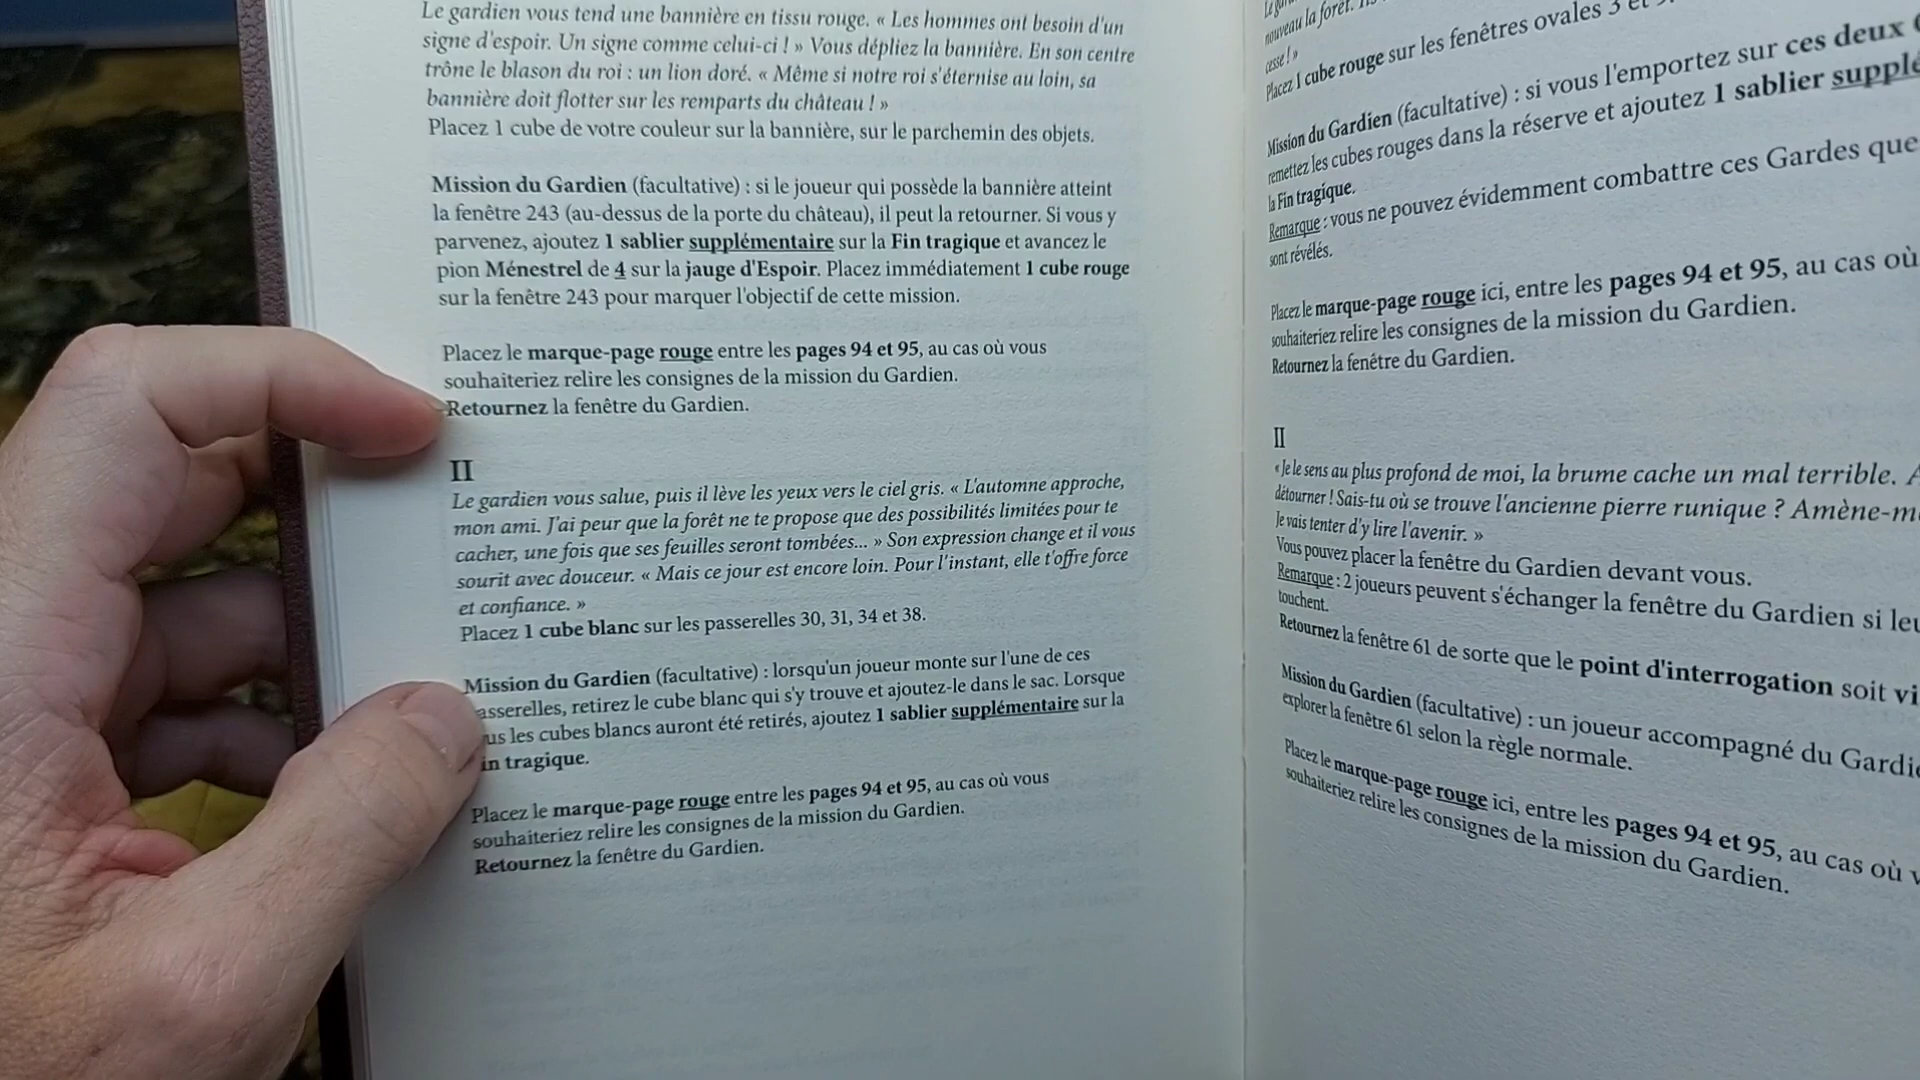 Le gardien vous tend une bannière en tissu rouge. « Les hommes ont besoin d'un
signe d'espoir. Un signe comme celui-ci ! » Vous dépliez la bannière. En son centre
trône le blason du roi : un lion doré. « Même si notre roi s'éternise au loin, sa
bannière doit flotter sur les remparts du château ! »
Placez 1 cube de votre couleur sur la bannière, sur le parchemin des objets.
Mission du Gardien (facultative) : si le joueur qui possède la bannière atteint
la fenêtre 243 (au-dessus de la porte du château), il peut la retourner. Si vous y
parvenez, ajoutez 1 sablier supplémentaire sur la Fin tragique et avancez le
pion Ménestrel de 4 sur la jauge d'Espoir. Placez immédiatement 1 cube rouge
sur la fenêtre 243 pour marquer l'objectif de cette mission.
Placez le marque-page rouge entre les pages 94 et 95, au cas où vous
souhaiteriez relire les consignes de la mission du Gardien.
Retournez la fenêtre du Gardien.
II
Le gardien vous salue, puis il lève les yeux vers le ciel gris. « L'automne approche,
mon ami. J'ai peur que la forêt ne te propose que des possibilités limitées pour te
cacher, une fois que ses feuilles seront tombées... » Son expression change et il vous
sourit avec douceur. « Mais ce jour est encore loin. Pour l'instant, elle t'offre force
et confiance. »
Placez 1 cube blanc sur les passerelles 30, 31, 34 et 38.
Mission du Gardien (facultative) : lorsqu'un joueur monte sur l'une de ces
asserelles, retirez le cube blanc qui s'y trouve et ajoutez-le dans le sac. Lorsque
us les cubes blancs auront été retirés, ajoutez 1 sablier supplémentaire sur la
in tragique.
Placez le marque-page rouge entre les pages 94 et 95, au cas où vous
souhaiteriez relire les consignes de la mission du Gardien.
Retournez la fenêtre du Gardien.
nouveau la forêt.
cesse ! »
Placez 1 cube rouge sur les fenêtres ovales 3 et
Mission du Gardien (facultative) : si vous l'emportez sur ces deux
remettez les cubes rouges dans la réserve et ajoutez 1 sablier supplé
la Fin tragique.
Remarque : vous ne pouvez évidemment combattre ces Gardes que
sont révélés.
Placez le marque-page rouge ici, entre les pages 94 et 95, au cas où
souhaiteriez relire les consignes de la mission du Gardien.
Retournez la fenêtre du Gardien.
II
« Je le sens au plus profond de moi, la brume cache un mal terrible.
détourner ! Sais-tu où se trouve l'ancienne pierre runique ? Amène-m
Je vais tenter d'y lire l'avenir. »
Vous pouvez placer la fenêtre du Gardien devant vous.
Remarque : 2 joueurs peuvent s'échanger la fenêtre du Gardien si leu
touchent.
Retournez la fenêtre 61 de sorte que le point d'interrogation soit vi
Mission du Gardien (facultative) : un joueur accompagné du Gardie
explorer la fenêtre 61 selon la règle normale.
Placez le marque-page rouge ici, entre les pages 94 et 95, au cas où v
souhaiteriez relire les consignes de la mission du Gardien.